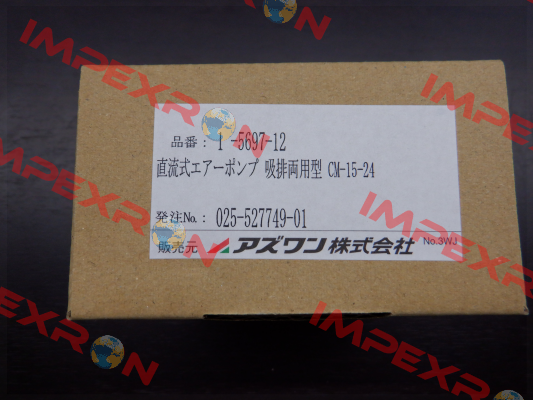 IMPEXRON
品番： 1 -5697-12
直流式エアーポンプ 吸排両用型 CM-15-24
発注No.： 025-527749-01
販売元 アズワン株式会社 No.3WJ
IMPEXRON
IMPEXRON
IMPEXRON